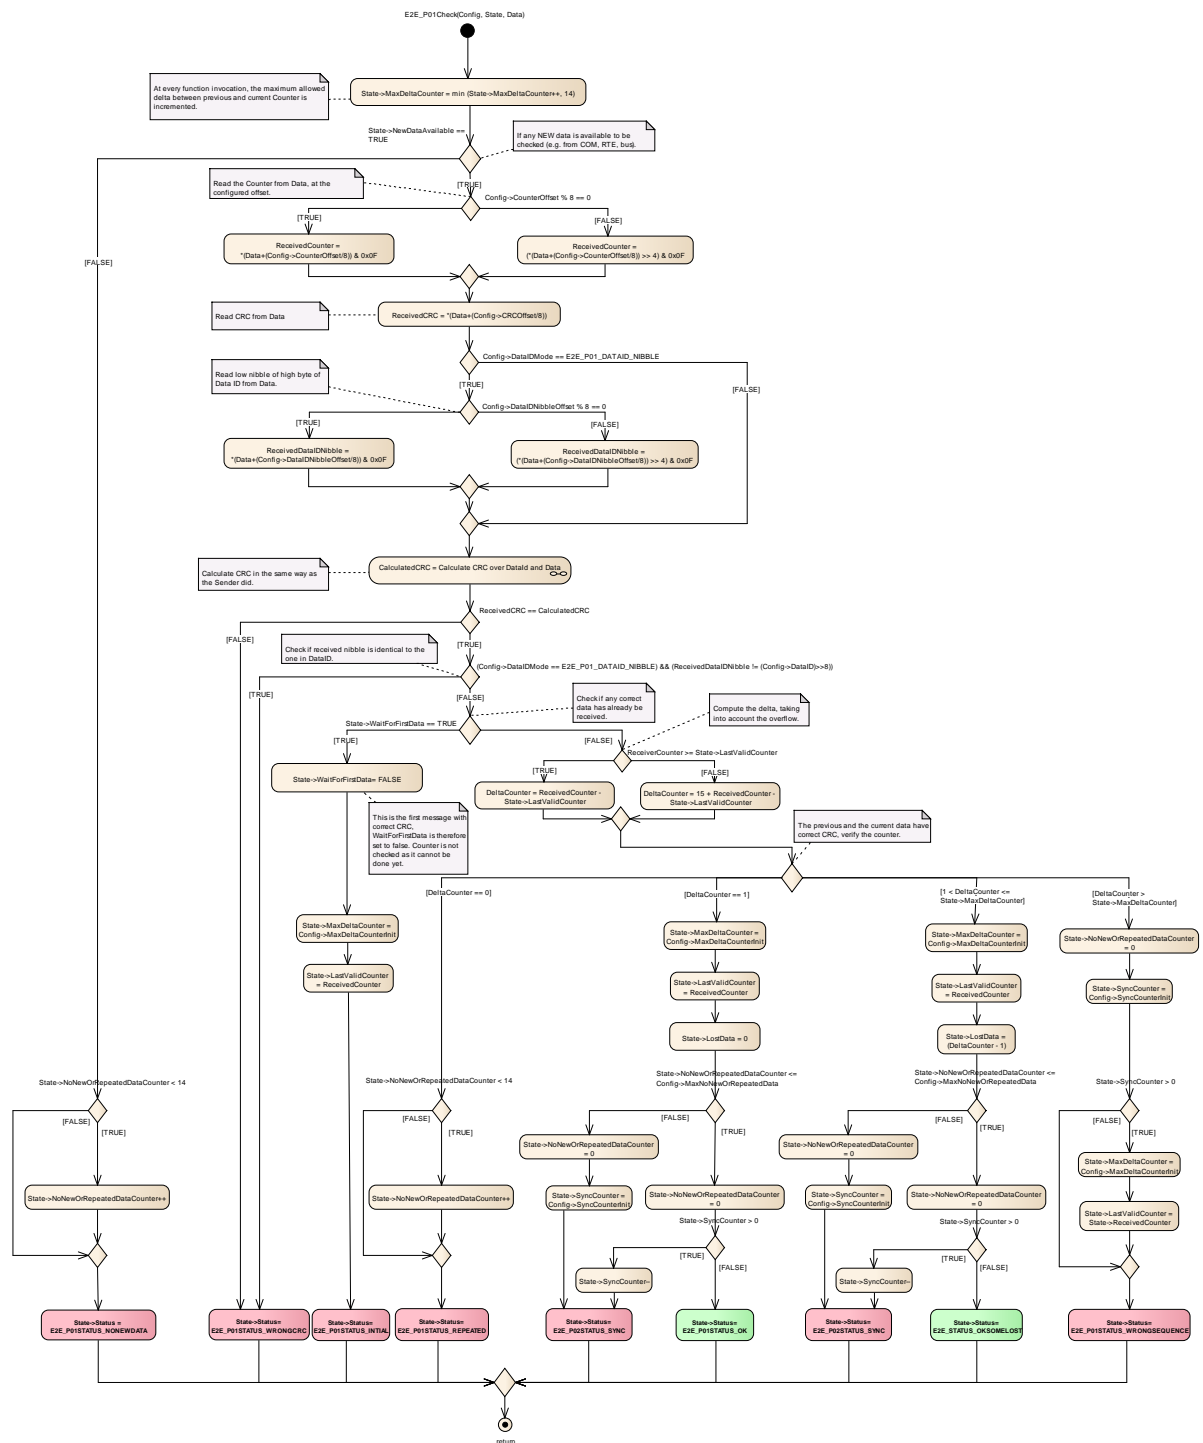 E2E_P01Check(Config, State, Data)
At every function invocation, the maximum allowed
delta between previous and current Counter is
incremented.
State->MaxDeltaCounter = min (State->MaxDeltaCounter++, 14)
State->NewDataAvailable ==
TRUE
If any NEW data is available to be
checked (e.g. from COM, RTE, bus).
[TRUE]
Read the Counter from Data, at the
configured offset.
Config->CounterOffset % 8 == 0
[TRUE]
[FALSE]
ReceivedCounter =
*(Data+(Config->CounterOffset/8)) & 0x0F
ReceivedCounter =
(*(Data+(Config->CounterOffset/8)) >> 4) & 0x0F
[FALSE]
Read CRC from Data
ReceivedCRC = *(Data+(Config->CRCOffset/8))
Config->DataIDMode == E2E_P01_DATAID_NIBBLE
Read low nibble of high byte of
Data ID from Data.
[TRUE]
[FALSE]
Config->DataIDNibbleOffset % 8 == 0
[TRUE]
[FALSE]
ReceivedDataIDNibble =
*(Data+(Config->DataIDNibbleOffset/8)) & 0x0F
ReceivedDataIDNibble =
(*(Data+(Config->DataIDNibbleOffset/8)) >> 4) & 0x0F
Calculate CRC in the same way as
the Sender did.
CalculatedCRC = Calculate CRC over DataId and Data
ReceivedCRC == CalculatedCRC
[FALSE]
[TRUE]
Check if received nibble is identical to the
one in DataID.
(Config->DataIDMode == E2E_P01_DATAID_NIBBLE) && (ReceivedDataIDNibble != (Config->DataID)>>8))
[TRUE]
[FALSE]
Check if any correct
data has already be
received.
Compute the delta, taking
into account the overflow.
State->WaitForFirstData == TRUE
[TRUE]
[FALSE]
ReceiverCounter >= State->LastValidCounter
State->WaitForFirstData= FALSE
[TRUE]
[FALSE]
DeltaCounter = ReceivedCounter -
State->LastValidCounter
DeltaCounter = 15 + ReceivedCounter -
State->LastValidCounter
This is the first message with
correct CRC,
WaitForFirstData is therefore
set to false. Counter is not
checked as it cannot be
done yet.
The previous and the current data have
correct CRC, verify the counter.
[DeltaCounter == 0]
[DeltaCounter == 1]
[1 < DeltaCounter <=
State->MaxDeltaCounter]
[DeltaCounter >
State->MaxDeltaCounter]
State->MaxDeltaCounter =
Config->MaxDeltaCounterInit
State->MaxDeltaCounter =
Config->MaxDeltaCounterInit
State->MaxDeltaCounter =
Config->MaxDeltaCounterInit
State->NoNewOrRepeatedDataCounter
= 0
State->LastValidCounter
= ReceivedCounter
State->LastValidCounter
= ReceivedCounter
State->LastValidCounter
= ReceivedCounter
State->SyncCounter =
Config->SyncCounterInit
State->LostData = 0
State->LostData =
(DeltaCounter - 1)
State->NoNewOrRepeatedDataCounter < 14
State->NoNewOrRepeatedDataCounter < 14
State->NoNewOrRepeatedDataCounter <=
Config->MaxNoNewOrRepeatedData
State->NoNewOrRepeatedDataCounter <=
Config->MaxNoNewOrRepeatedData
State->SyncCounter > 0
[FALSE]
[TRUE]
[FALSE]
[TRUE]
[FALSE]
[TRUE]
[FALSE]
[TRUE]
[FALSE]
[TRUE]
State->NoNewOrRepeatedDataCounter
= 0
State->NoNewOrRepeatedDataCounter
= 0
State->MaxDeltaCounter =
Config->MaxDeltaCounterInit
State->NoNewOrRepeatedDataCounter++
State->NoNewOrRepeatedDataCounter++
State->SyncCounter =
Config->SyncCounterInit
State->NoNewOrRepeatedDataCounter
= 0
State->SyncCounter =
Config->SyncCounterInit
State->NoNewOrRepeatedDataCounter
= 0
State->LastValidCounter =
State->ReceivedCounter
State->SyncCounter > 0
State->SyncCounter > 0
[TRUE]
[FALSE]
[TRUE]
[FALSE]
State->SyncCounter--
State->SyncCounter--
State->Status =
E2E_P01STATUS_NONEWDATA
State->Status=
E2E_P01STATUS_WRONGCRC
State->Status=
E2E_P01STATUS_INTIAL
State->Status=
E2E_P01STATUS_REPEATED
State->Status=
E2E_P02STATUS_SYNC
State->Status=
E2E_P01STATUS_OK
State->Status=
E2E_P02STATUS_SYNC
State->Status=
E2E_STATUS_OKSOMELOST
State->Status=
E2E_P01STATUS_WRONGSEQUENCE
return